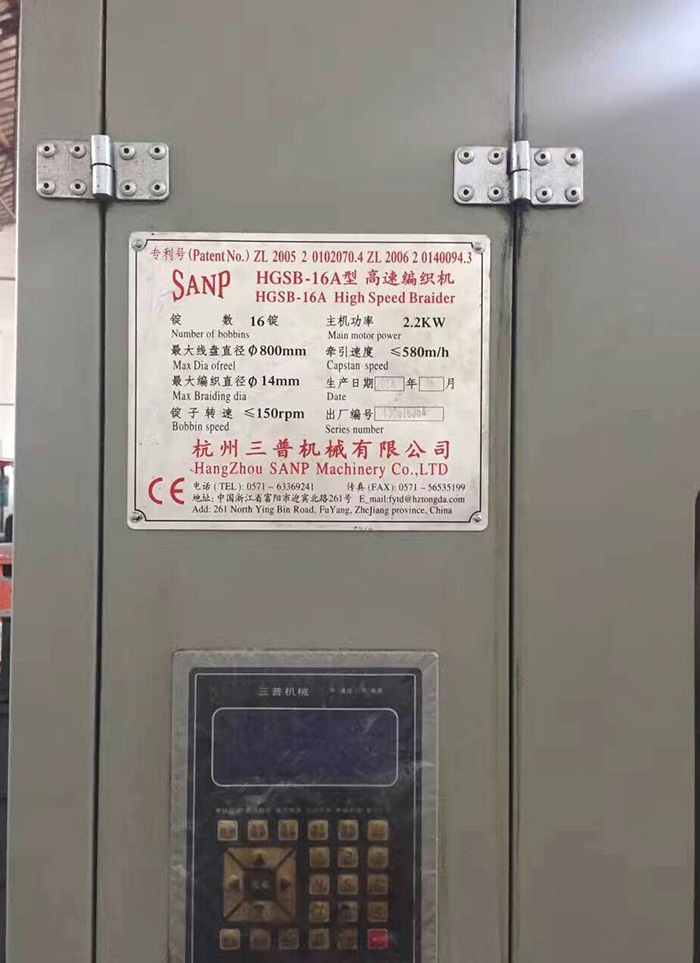 专利号(Patent No.) ZL 2005 2 0102070.4 ZL 2006 2 0140094.3
SANP HGSB-16A型 高速编织机
HGSB-16A High Speed Braider
锭 数 16锭 主机功率 2.2KW
Number of bobbins Main motor power
最大线盘直径 ϕ800mm 牵引速度 ≤580m/h
Max Dia ofreel Capstan speed
最大编织直径 ϕ14mm 生产日期 年 月
Max Braiding dia Date
锭子转速 ≤150rpm 出厂编号
Bobbin speed Series number
杭州三普机械有限公司
HangZhou SANP Machinery Co.,LTD
CE 电话 (TEL): 0571-63369241 传真 (FAX): 0571-56535199
地址: 中国浙江省富阳市迎宾北路261号 E_mail:fytd@hztongda.com
Add: 261 North Ying Bin Road, FuYang, ZheJiang province, China
三普机械